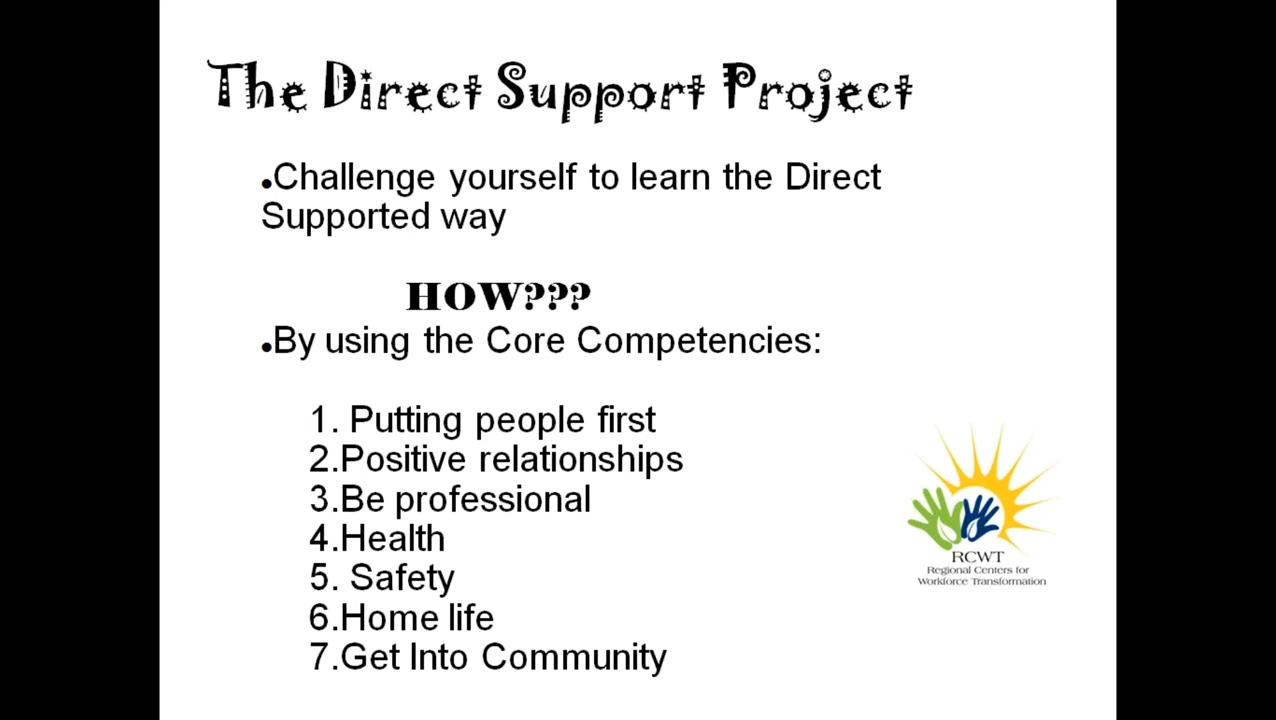 The Direct Support Project
•Challenge yourself to learn the Direct
Supported way
HOW???
•By using the Core Competencies:
1. Putting people first
2.Positive relationships
3.Be professional
4.Health
5. Safety
6.Home life
7.Get Into Community
RCWT
Regional Centers for
Workforce Transformation